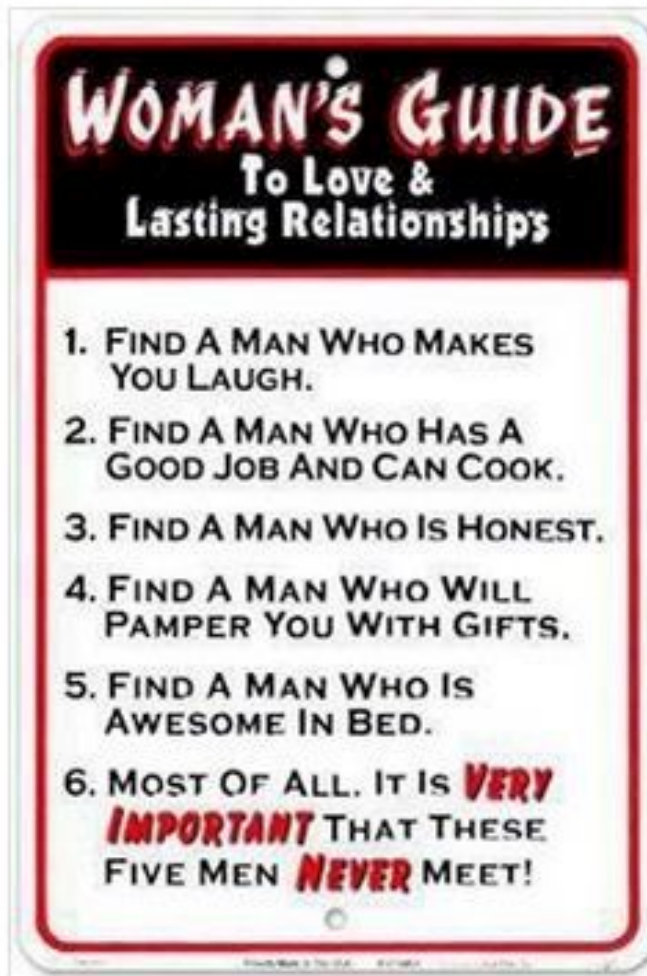 WOMAN'S GUIDE
To Love &
Lasting Relationships
1. FIND A MAN WHO MAKES
YOU LAUGH.
2. FIND A MAN WHO HAS A
GOOD JOB AND CAN COOK.
3. FIND A MAN WHO IS HONEST.
4. FIND A MAN WHO WILL
PAMPER YOU WITH GIFTS.
5. FIND A MAN WHO IS
AWESOME IN BED.
6. MOST OF ALL. IT IS VERY
IMPORTANT THAT THESE
FIVE MEN NEVER MEET!